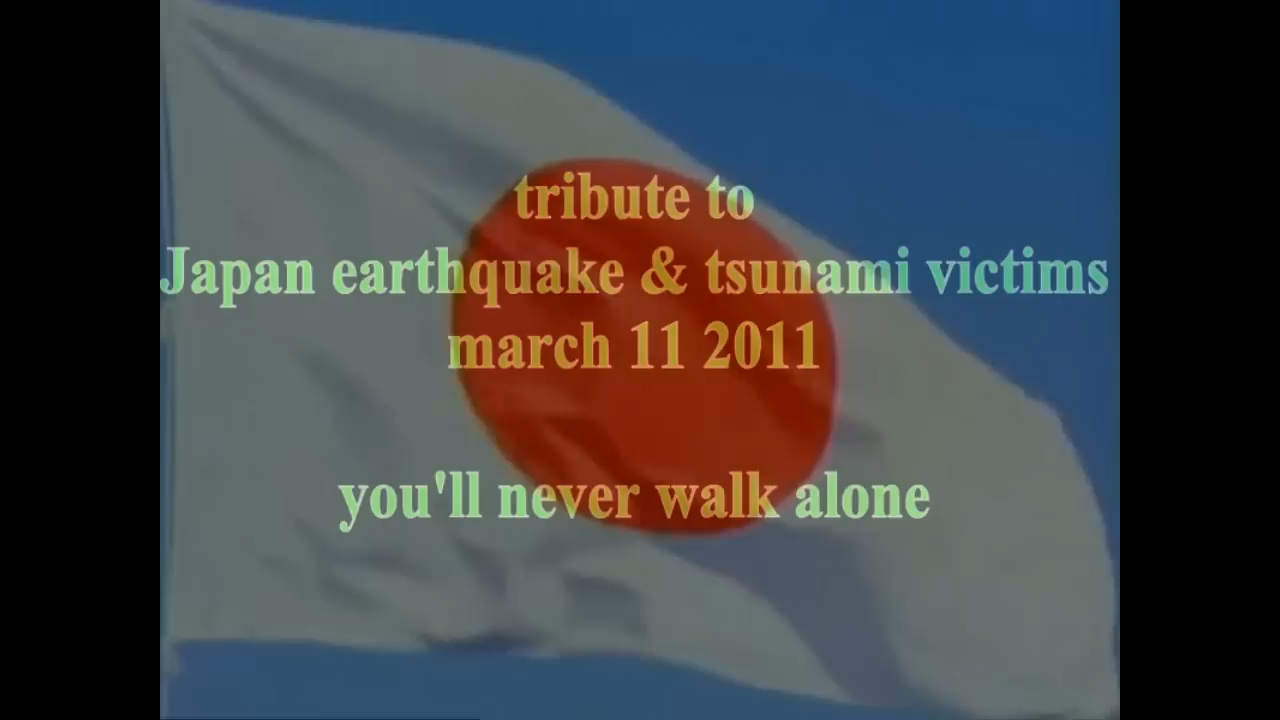 tribute to
Japan earthquake & tsunami victims
march 11 2011
you'll never walk alone